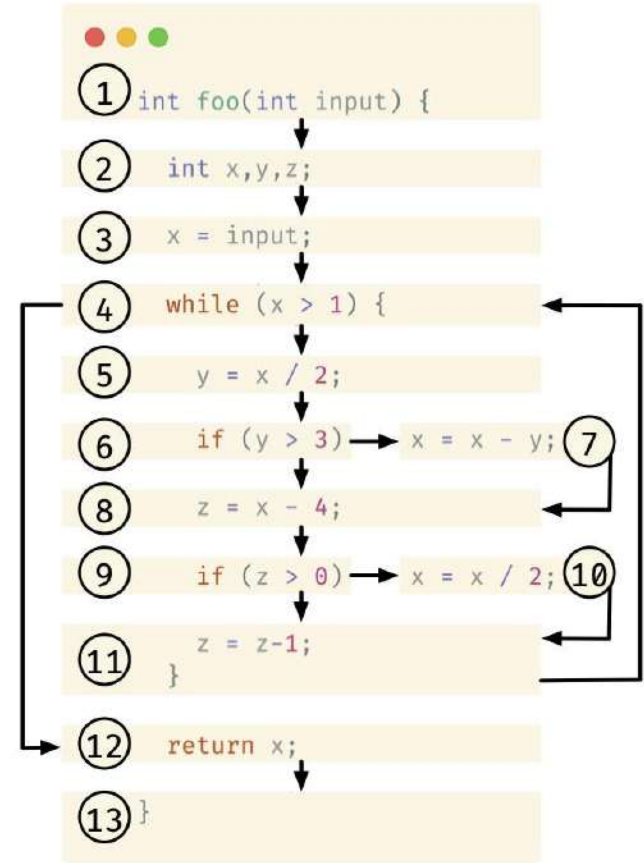 1 int foo(int input) {
2 int x,y,z;
3 x = input;
4 while (x > 1) {
5 y = x / 2;
6 if (y > 3) x = x - y; 7
8 z = x - 4;
9 if (z > 0) x = x / 2; 10
z = z-1;
11 }
12 return x;
13 }